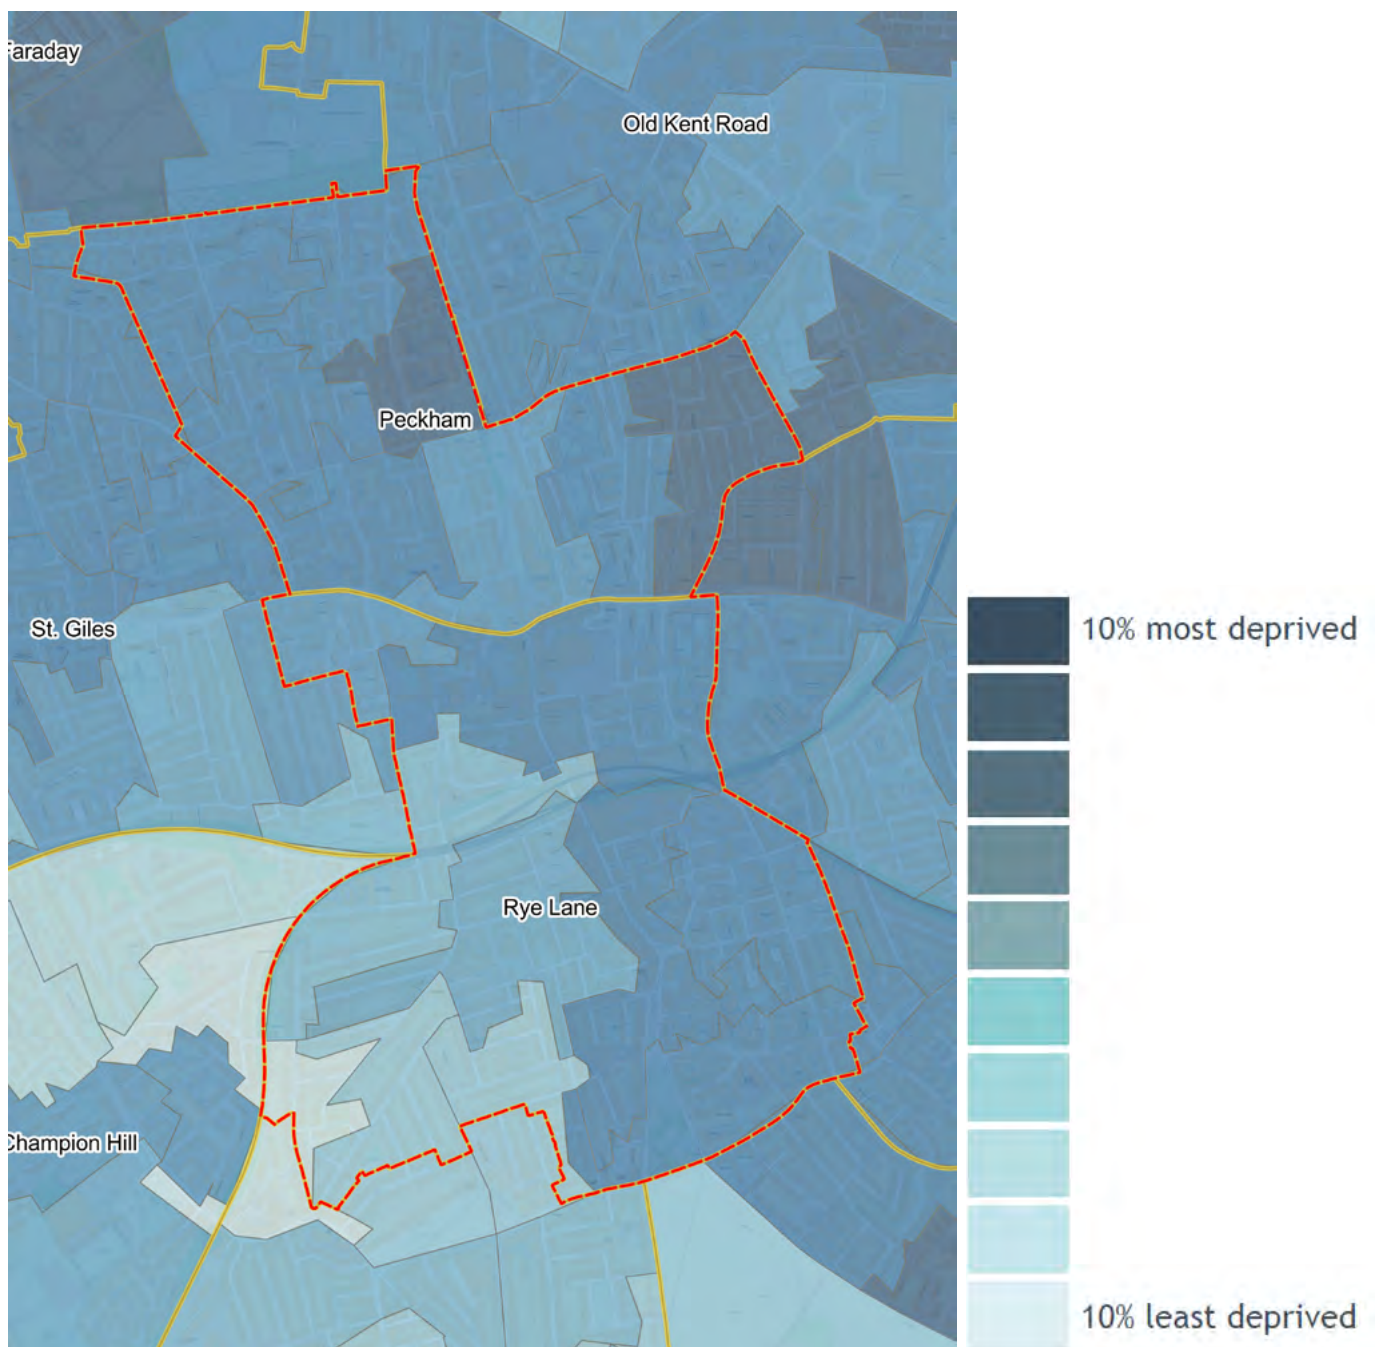 Faraday
Old Kent Road
Peckham
St. Giles
10% most deprived
Rye Lane
Champion Hill
10% least deprived